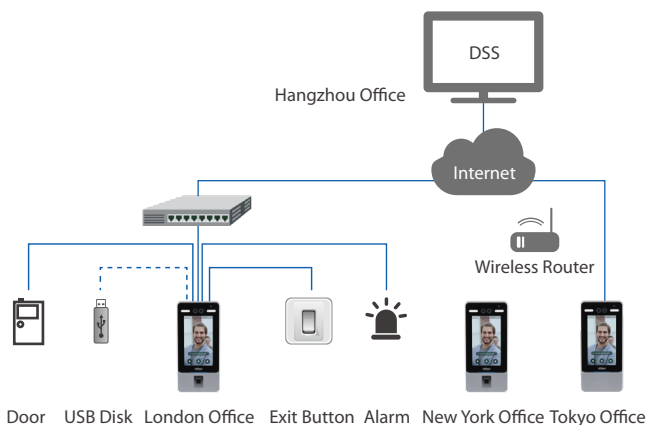 DSS
Hangzhou Office
Internet
Wireless Router
Door USB Disk London Office Exit Button Alarm New York Office Tokyo Office